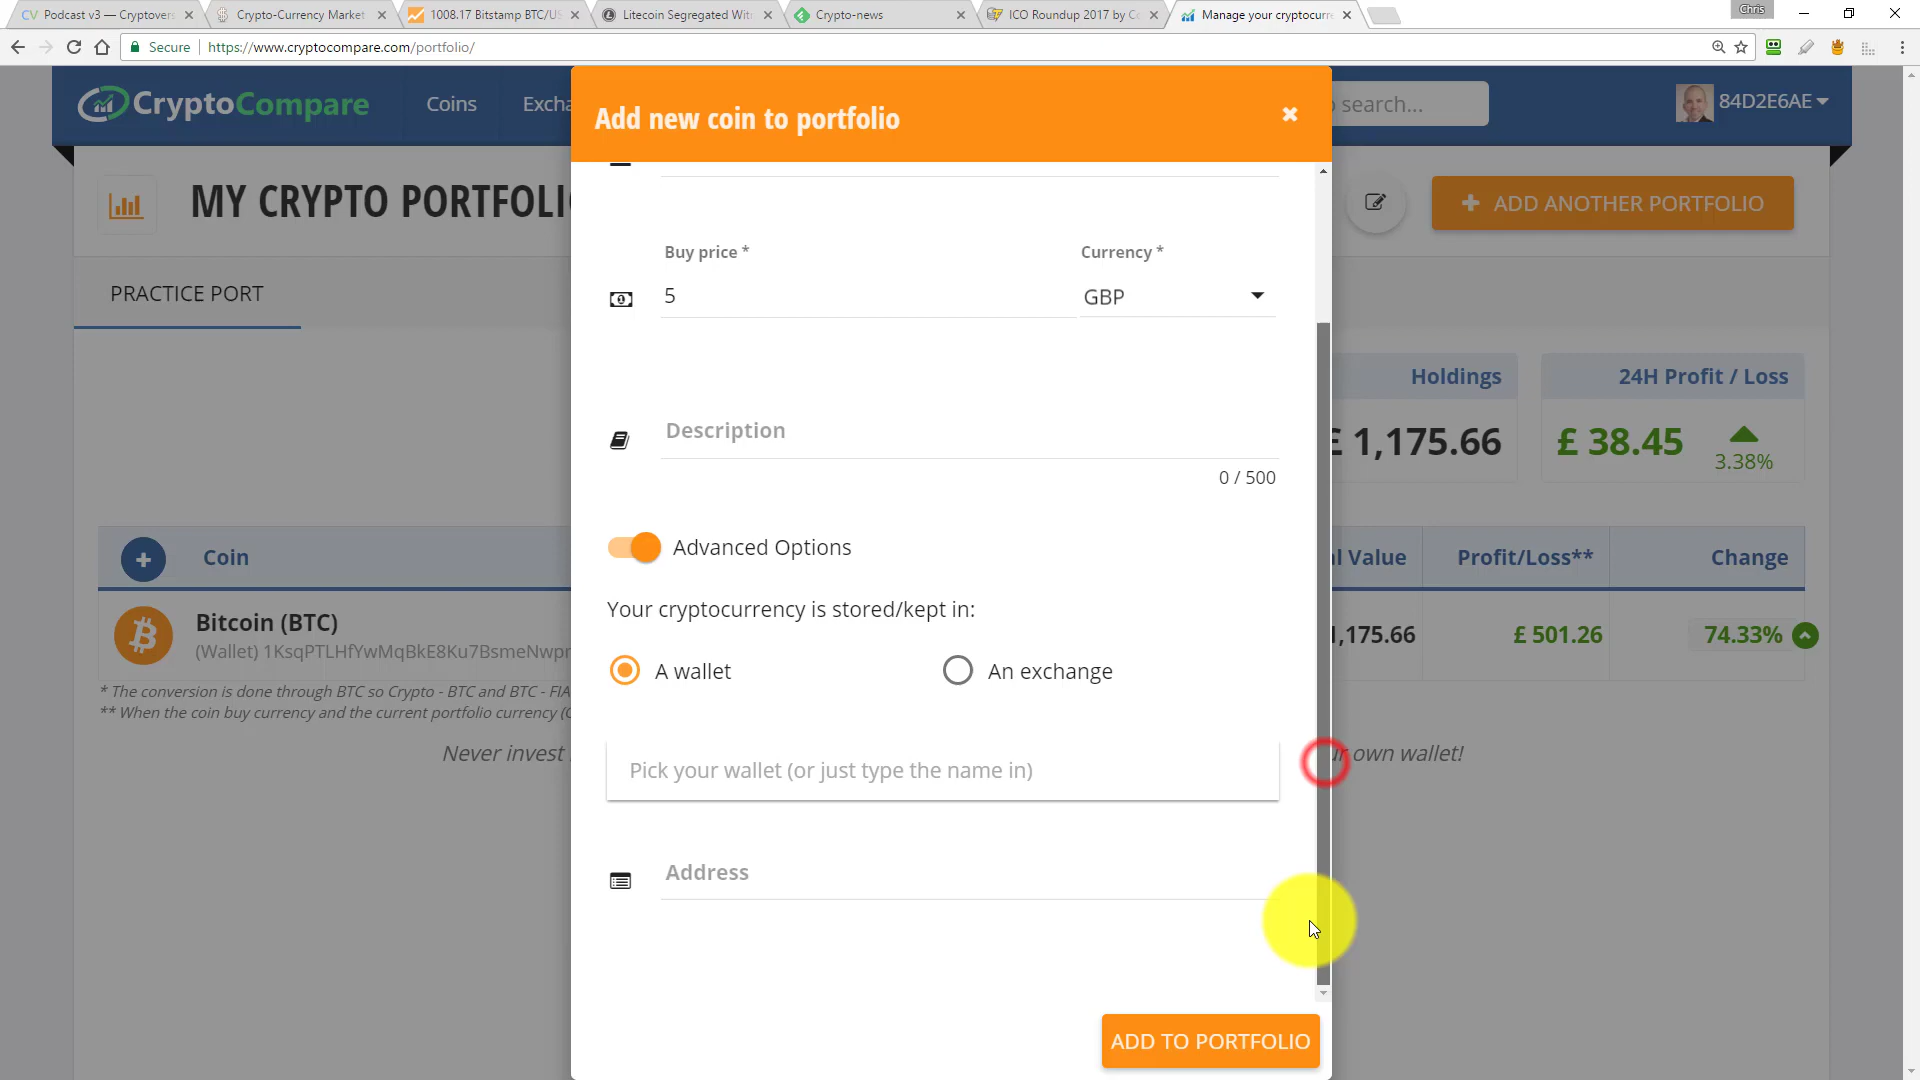 Podcast v3 — Cryptovers
Crypto-Currency Market
1008.17 Bitstamp BTC/US
Litecoin Segregated Wit
Crypto-news
ICO Roundup 2017 by Co
Manage your cryptocurre
Chris
Secure
https://www.cryptocompare.com/portfolio/
CryptoCompare
Coins
Excha
Add new coin to portfolio
search...
84D2E6AE
MY CRYPTO PORTFOLI
ADD ANOTHER PORTFOLIO
PRACTICE PORT
Buy price *
Currency *
5
GBP
Holdings
24H Profit / Loss
£ 1,175.66
£ 38.45
3.38%
Description
0 / 500
Advanced Options
Coin
Value
Profit/Loss**
Change
Your cryptocurrency is stored/kept in:
Bitcoin (BTC)
(Wallet) 1KsqPTLHfYwMqBkE8Ku7BsmeNwpr
1,175.66
£ 501.26
74.33%
A wallet
An exchange
* The conversion is done through BTC so Crypto - BTC and BTC - FIA
** When the coin buy currency and the current portfolio currency (
Never invest
own wallet!
Pick your wallet (or just type the name in)
Address
ADD TO PORTFOLIO